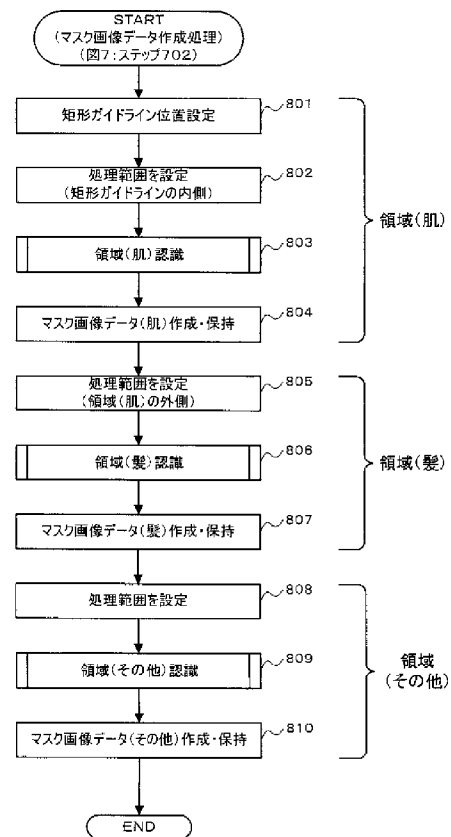 START
(マスク画像データ作成処理)
(図7:ステップ702)
矩形ガイドライン位置設定
801
処理範囲を設定
(矩形ガイドラインの内側)
802
領域(肌)認識
803
マスク画像データ(肌)作成・保持
804
領域(肌)
処理範囲を設定
(領域(肌)の外側)
805
領域(髪)認識
806
マスク画像データ(髪)作成・保持
807
領域(髪)
処理範囲を設定
808
領域(その他)認識
809
マスク画像データ(その他)作成・保持
810
領域
(その他)
END